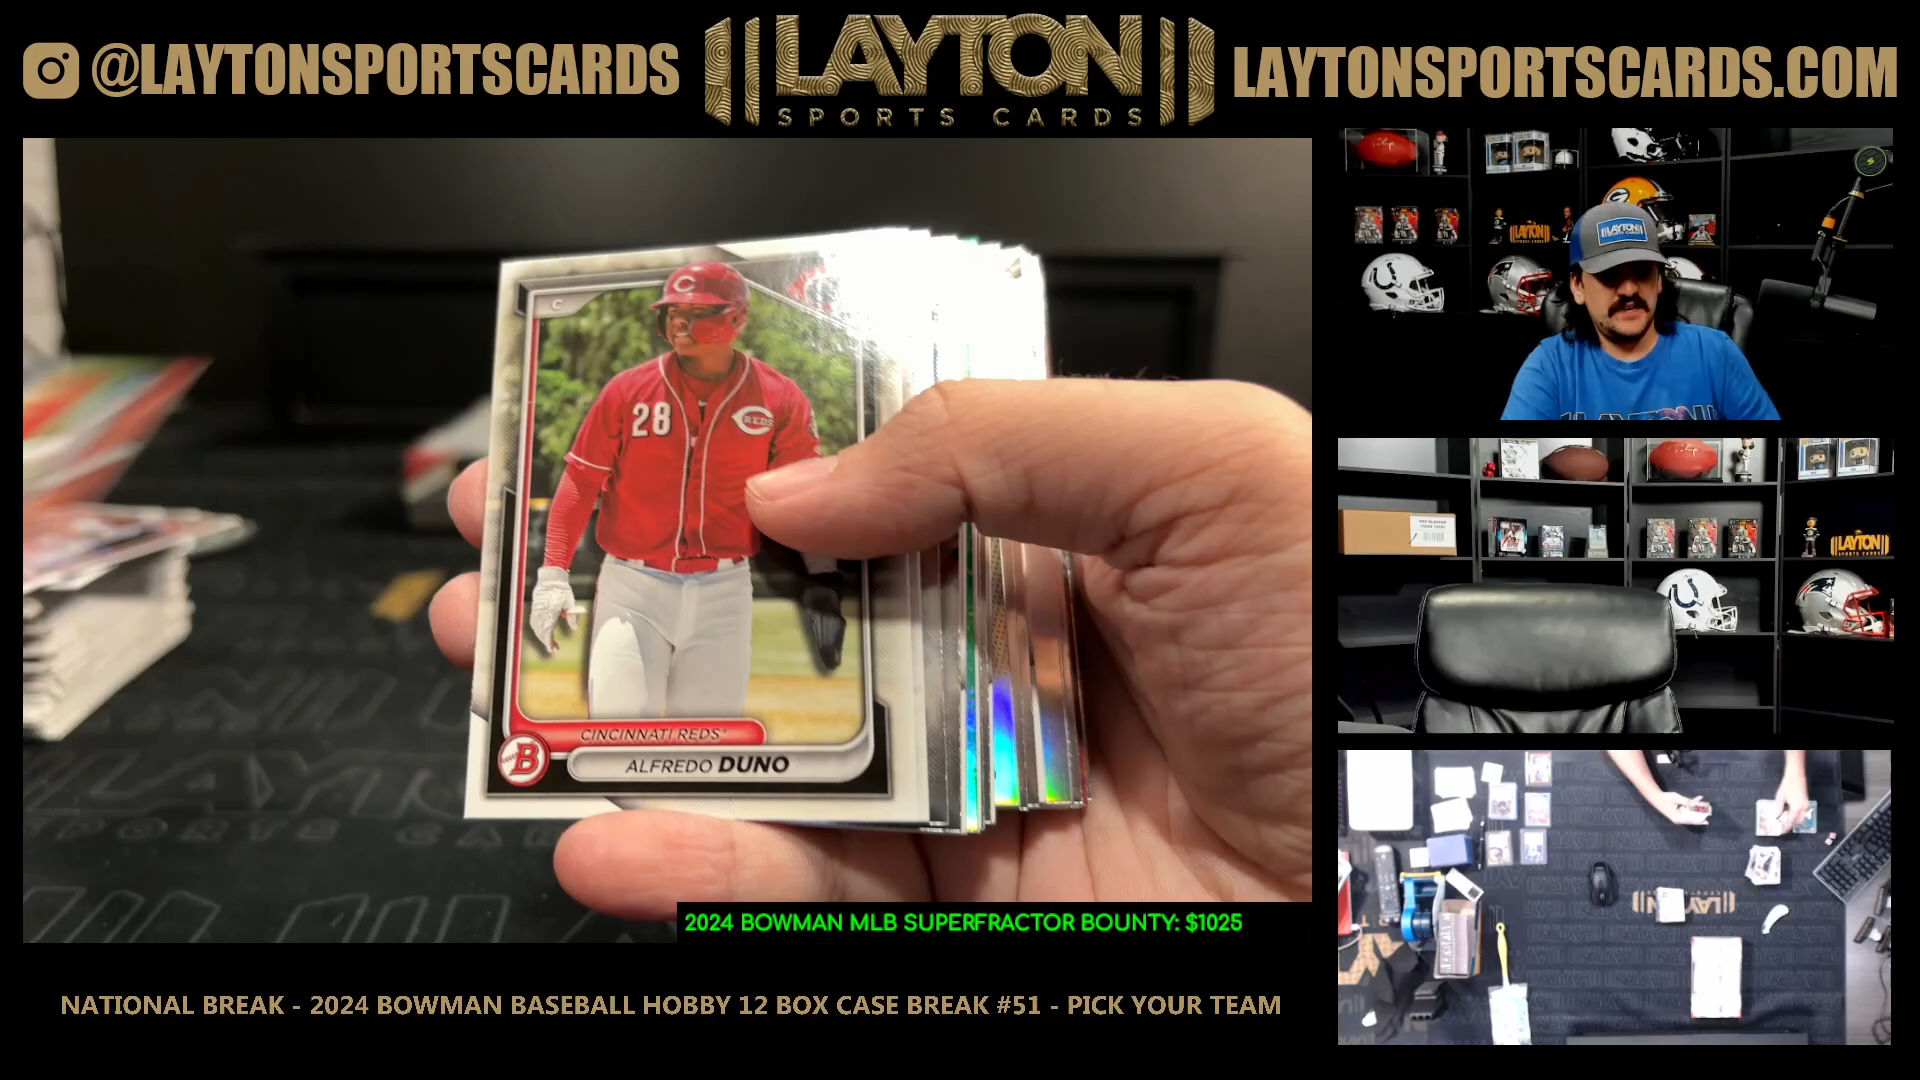 @LAYTONSPORTSCARDS
LAYTON
SPORTS CARDS
LAYTONSPORTSCARDS.COM
C
28
REDS
CINCINNATI REDS
B
ALFREDO DUNO
LAYTON
LAYTON
LAYTON
2024 BOWMAN MLB SUPERFRACTOR BOUNTY: $1025
NATIONAL BREAK - 2024 BOWMAN BASEBALL HOBBY 12 BOX CASE BREAK #51 - PICK YOUR TEAM